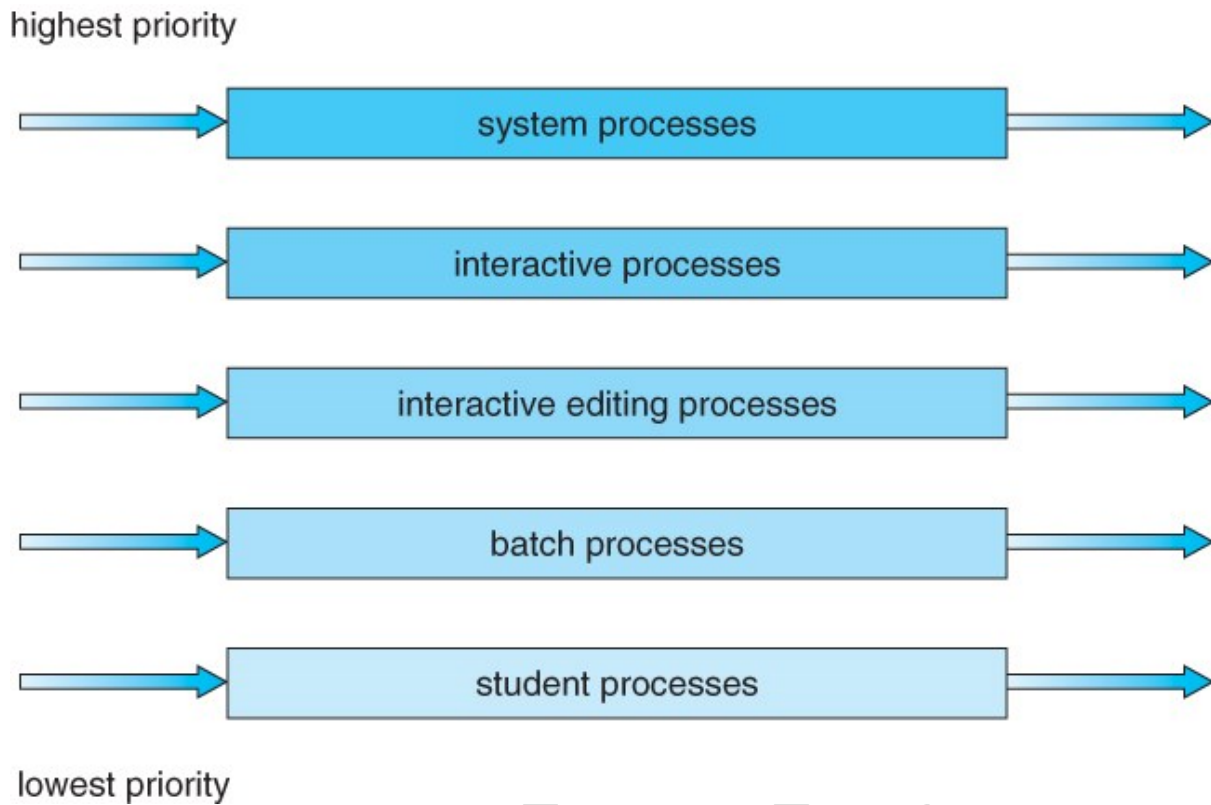 highest priority
system processes
interactive processes
interactive editing processes
batch processes
student processes
lowest priority